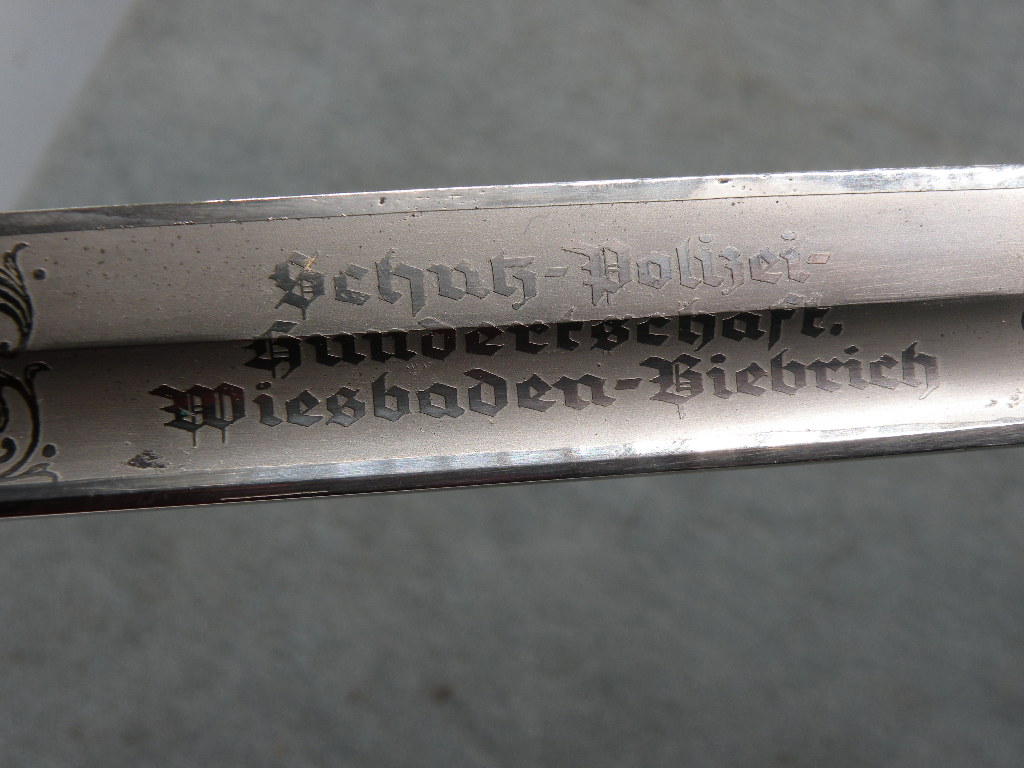 Schutz-Polizei-
Hundertschaft.
Wiesbaden-Biebrich